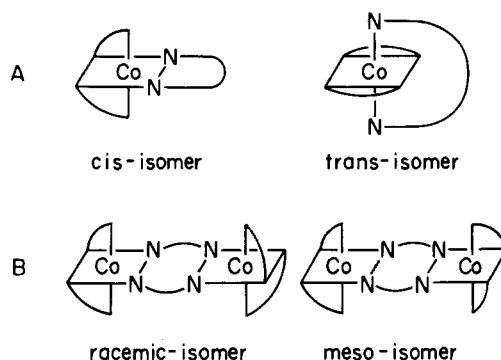 A
Co N N
N Co N
cis-isomer trans-isomer
B
Co N N N N Co
Co N N N N Co
racemic-isomer meso-isomer